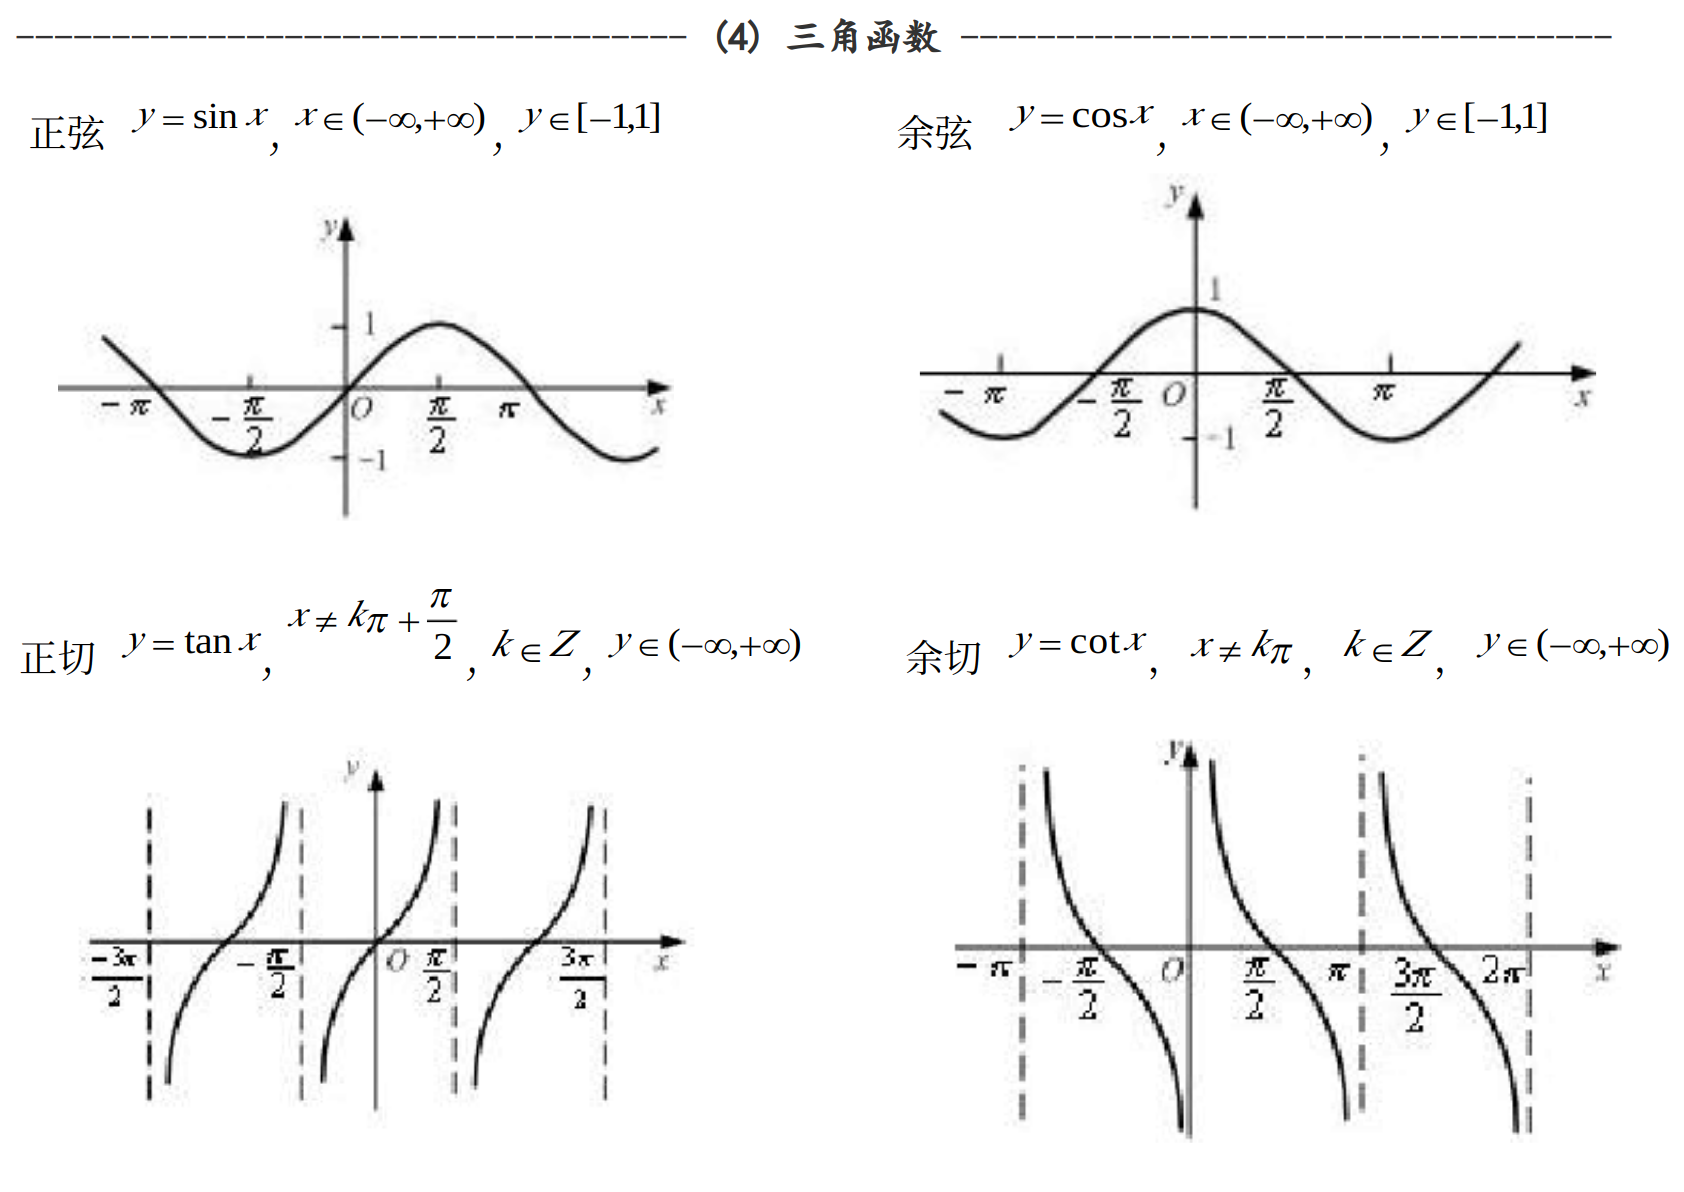 ---------------------------------- (4) 三角函数 ---------------------------------
正弦 y = sin x, x∈(−∞,+∞), y∈[−1,1]
余弦 y = cos x, x∈(−∞,+∞), y∈[−1,1]
y
1
−π
−π/2
O
π/2
π
x
−1
y
1
−π
−π/2
O
π/2
π
x
−1
正切 y = tan x, x ≠ kπ + π/2, k∈Z, y∈(−∞,+∞)
余切 y = cot x, x ≠ kπ, k∈Z, y∈(−∞,+∞)
y
−3π/2
−π/2
O
π/2
3π/2
x
y
−π
−π/2
O
π/2
π
3π/2
2π
x